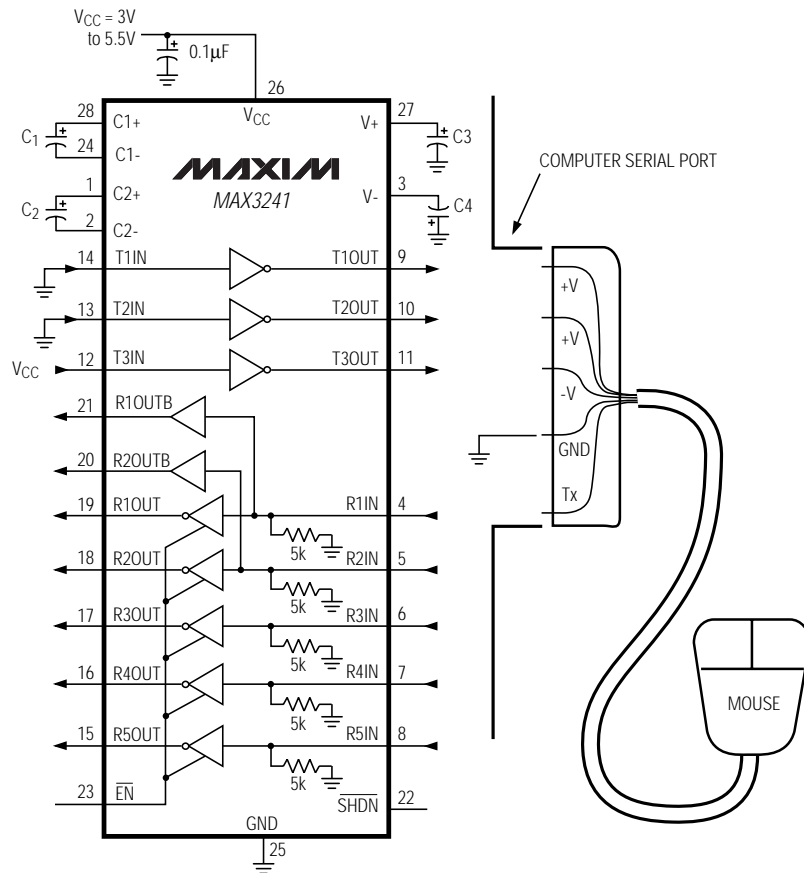 VCC = 3V
to 5.5V
0.1µF
26
VCC
28
C1+
C1
24
C1-
1
C2+
C2
2
C2-
V+
27
C3
V-
3
C4
MAXIM
MAX3241
14
T1IN
T1OUT
9
13
T2IN
T2OUT
10
VCC
12
T3IN
T3OUT
11
21
R1OUTB
20
R2OUTB
19
R1OUT
R1IN
4
5k
18
R2OUT
R2IN
5
5k
17
R3OUT
R3IN
6
5k
16
R4OUT
R4IN
7
5k
15
R5OUT
R5IN
8
5k
23
EN
SHDN
22
GND
25
COMPUTER SERIAL PORT
+V
+V
-V
GND
Tx
MOUSE